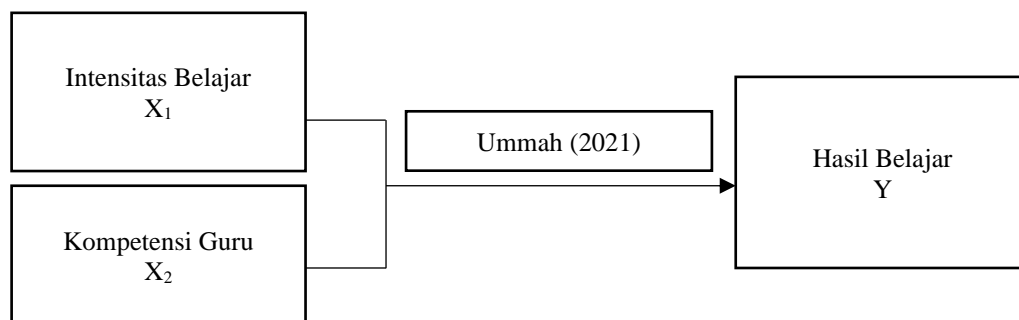 Intensitas Belajar
X₁
Kompetensi Guru
X₂
Ummah (2021)
Hasil Belajar
Y